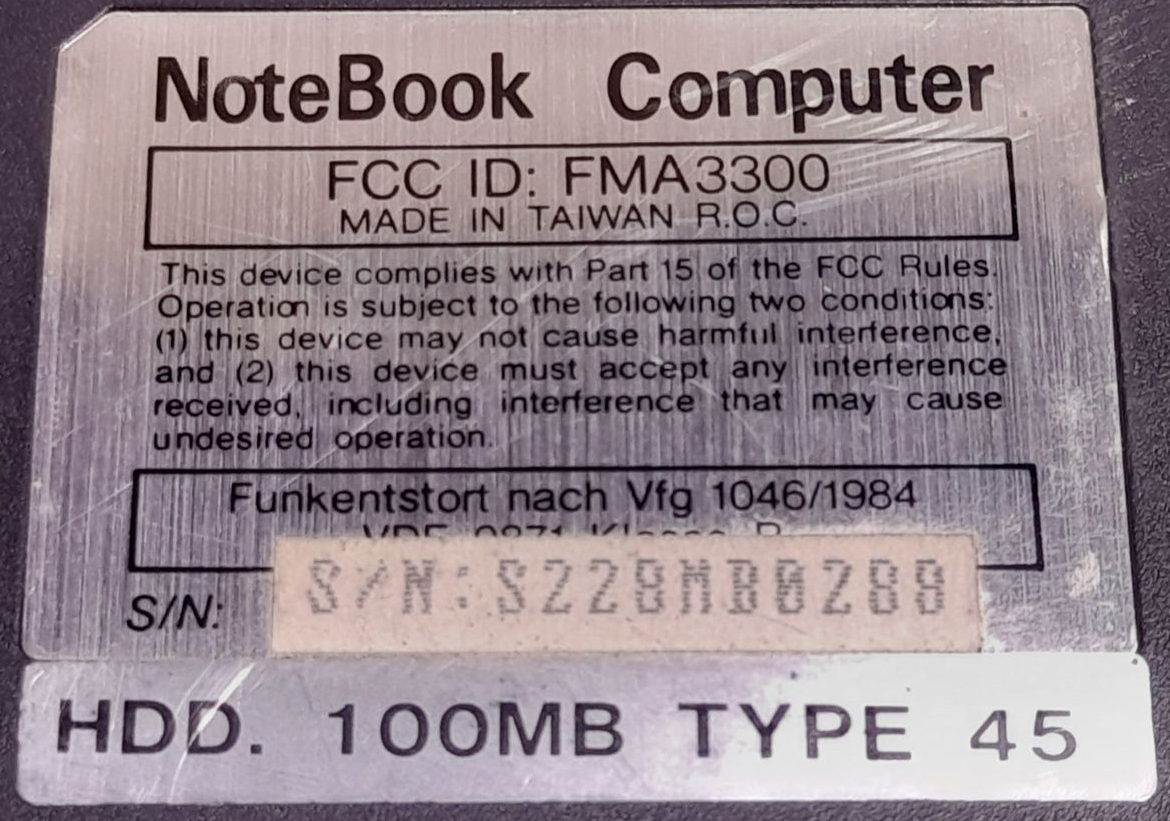 NoteBook Computer
FCC ID: FMA3300
MADE IN TAIWAN R.O.C.
This device complies with Part 15 of the FCC Rules.
Operation is subject to the following two conditions:
(1) this device may not cause harmful interference,
and (2) this device must accept any interference
received, including interference that may cause
undesired operation.
Funkentstort nach Vfg 1046/1984
S/N:
S/N:S228MB0288
HDD. 100MB TYPE 45